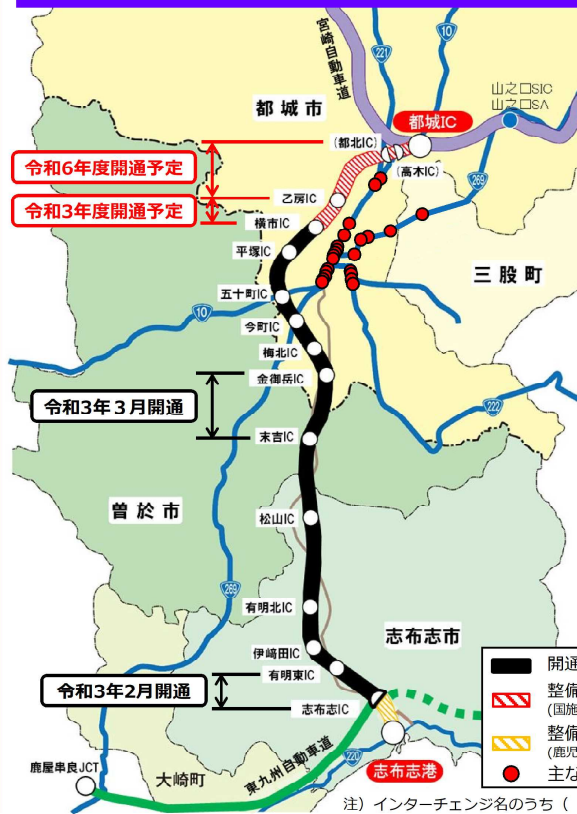 宮崎自動車道
221
10
山之口SIC
山之口SA
都城市
都城IC
(都北IC)
(高木IC)
269
令和6年度開通予定
乙房IC
令和3年度開通予定
横市IC
平塚IC
三股町
五十町IC
10
今町IC
梅北IC
金御岳IC
令和3年３月開通
222
末吉IC
曽於市
松山IC
269
有明北IC
志布志市
伊﨑田IC
有明東IC
令和3年2月開通
志布志IC
開通
整備
(国施
整備
(鹿児
主な
220
東九州自動車道
鹿屋串良JCT
大崎町
志布志港
注）インターチェンジ名のうち（